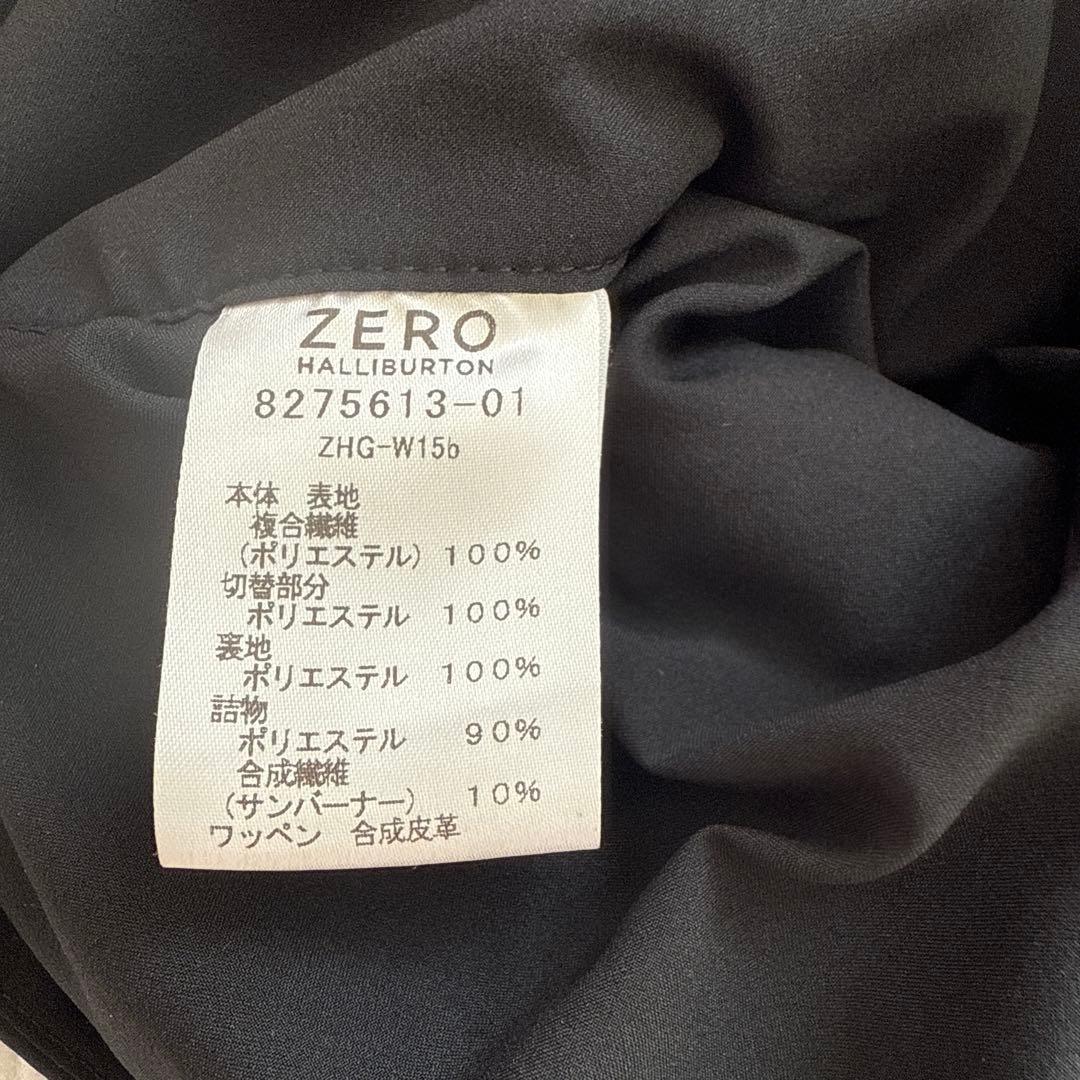 ZERO
HALLIBURTON
8275613-01
ZHG-W15b
本体 表地
複合繊維
(ポリエステル) 100%
切替部分
ポリエステル 100%
裏地
ポリエステル 100%
詰物
ポリエステル 90%
合成繊維
(サンバーナー) 10%
ワッペン 合成皮革